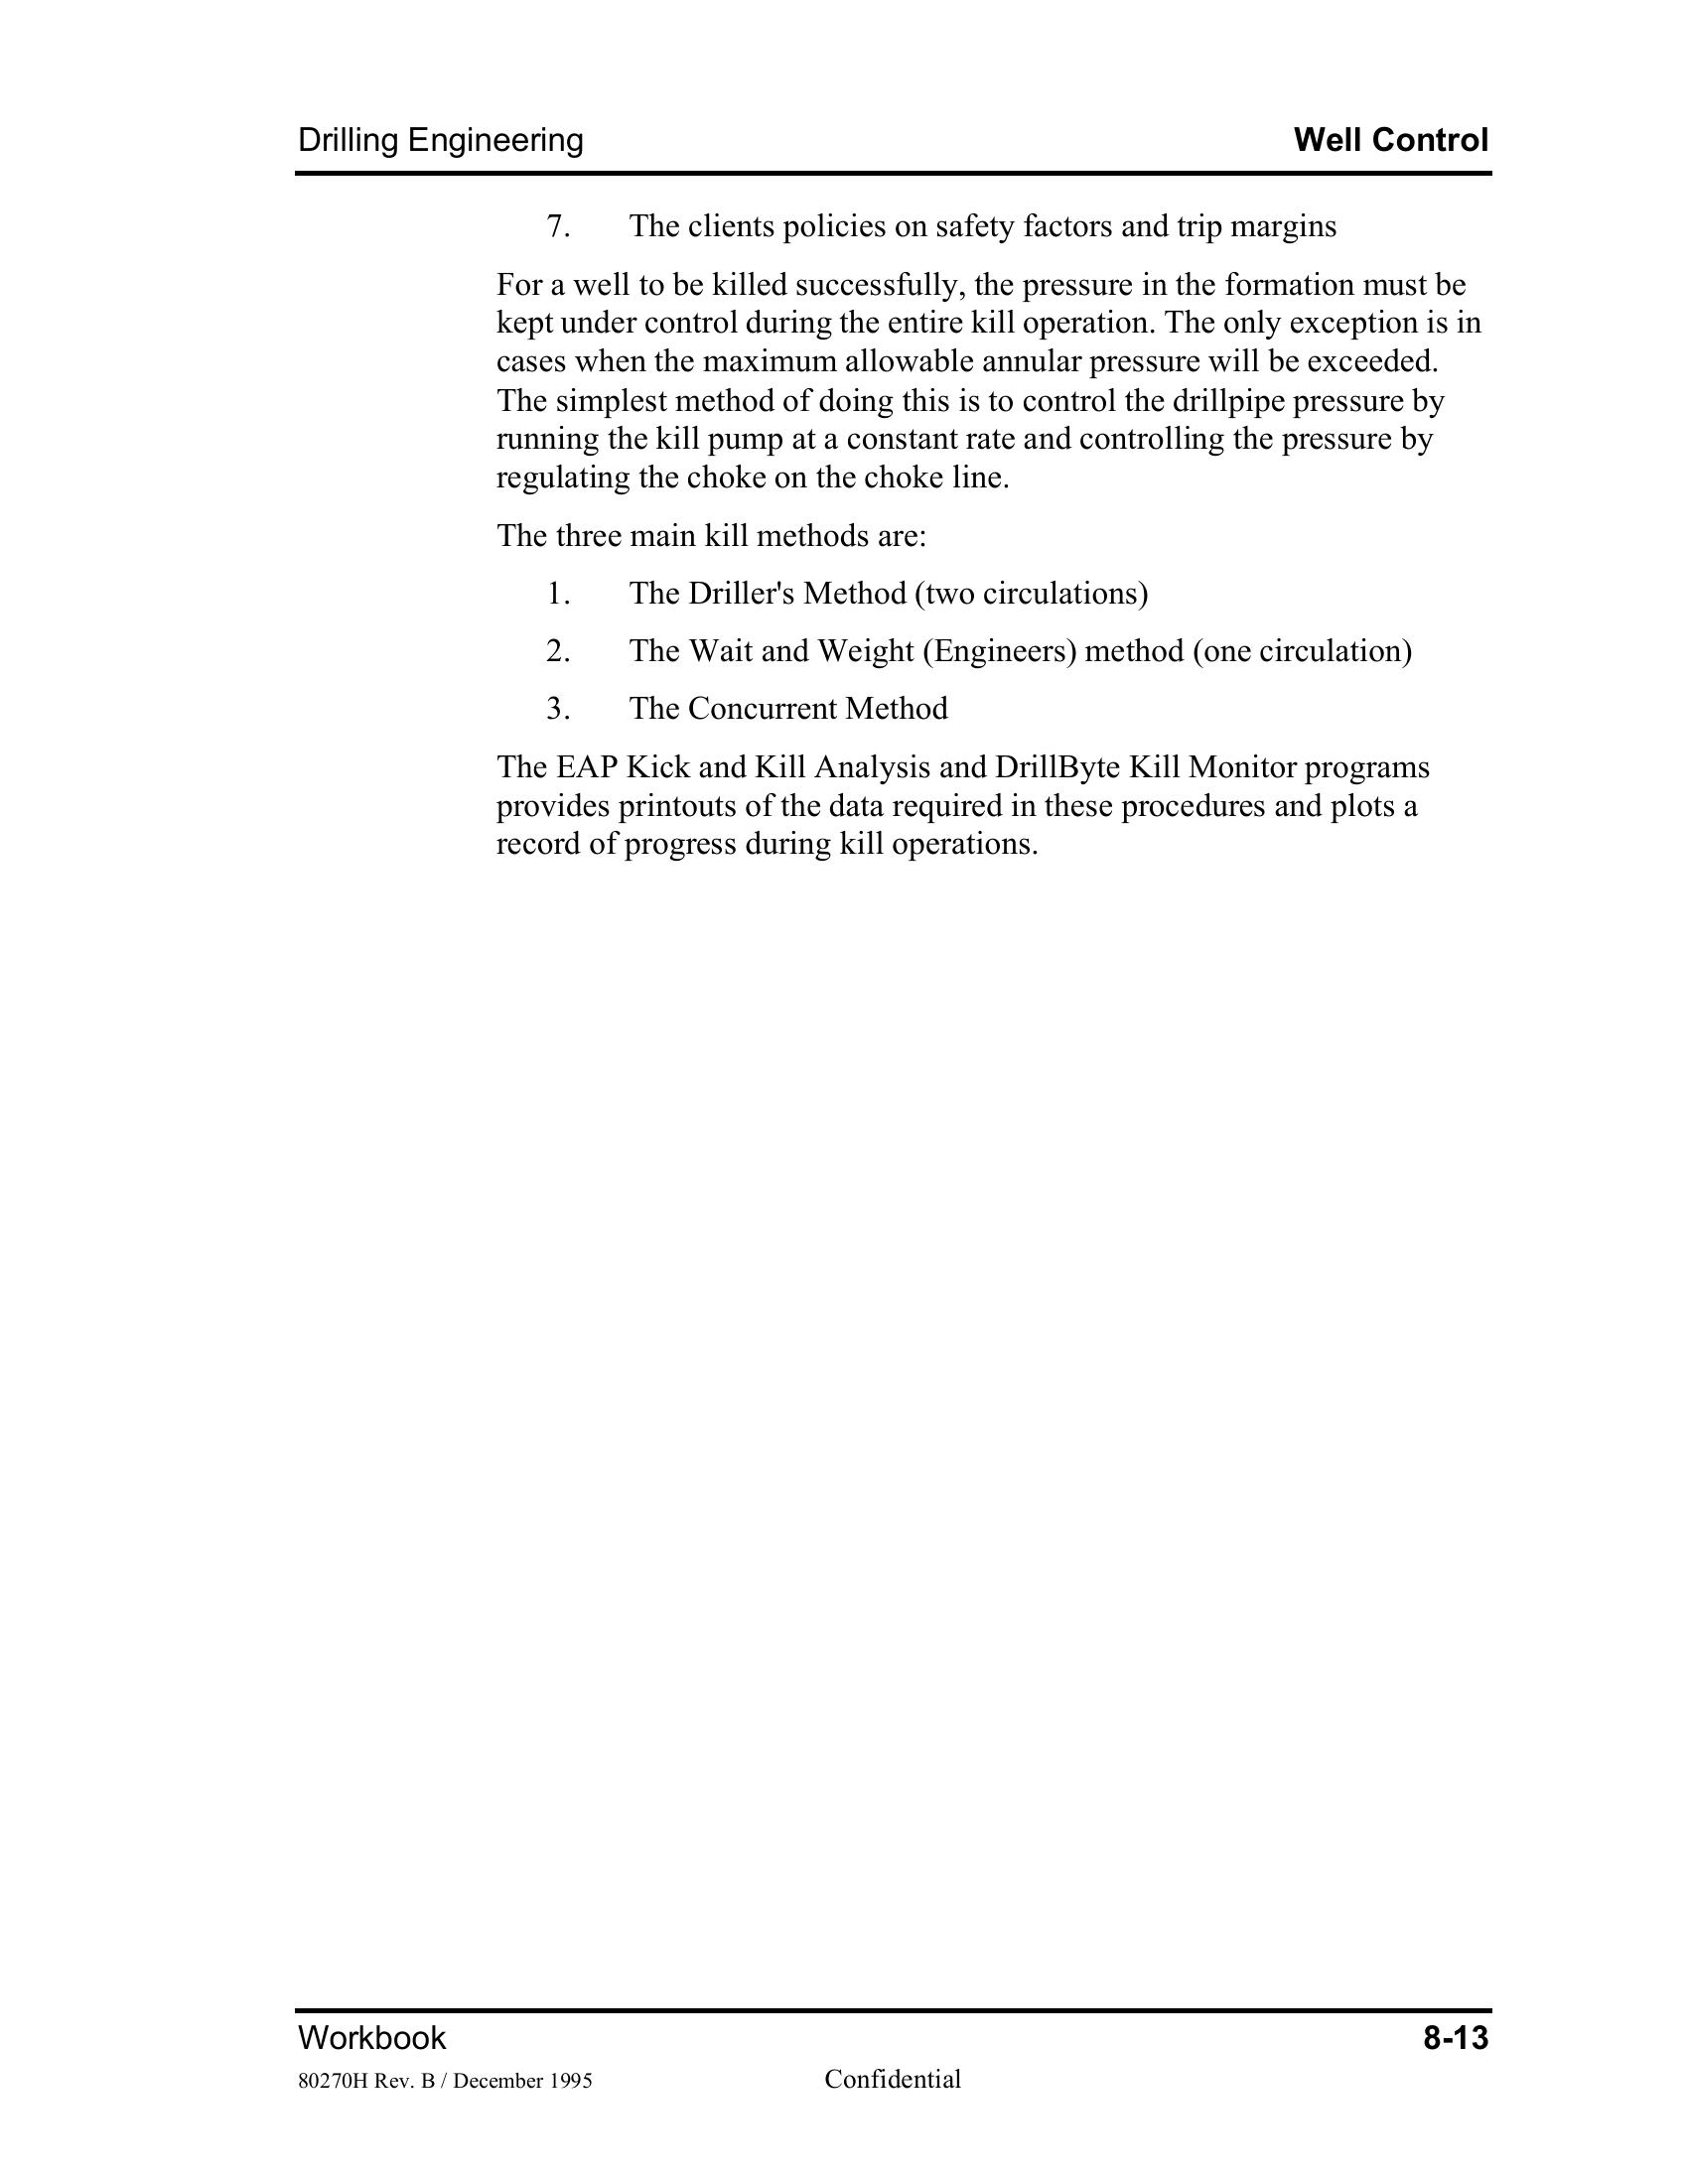 Drilling Engineering Well Control
7. The clients policies on safety factors and trip margins
For a well to be killed successfully, the pressure in the formation must be
kept under control during the entire kill operation. The only exception is in
cases when the maximum allowable annular pressure will be exceeded.
The simplest method of doing this is to control the drillpipe pressure by
running the kill pump at a constant rate and controlling the pressure by
regulating the choke on the choke line.
The three main kill methods are:
1. The Driller's Method (two circulations)
2. The Wait and Weight (Engineers) method (one circulation)
3. The Concurrent Method
The EAP Kick and Kill Analysis and DrillByte Kill Monitor programs
provides printouts of the data required in these procedures and plots a
record of progress during kill operations.
Workbook 8-13
80270H Rev. B / December 1995 Confidential